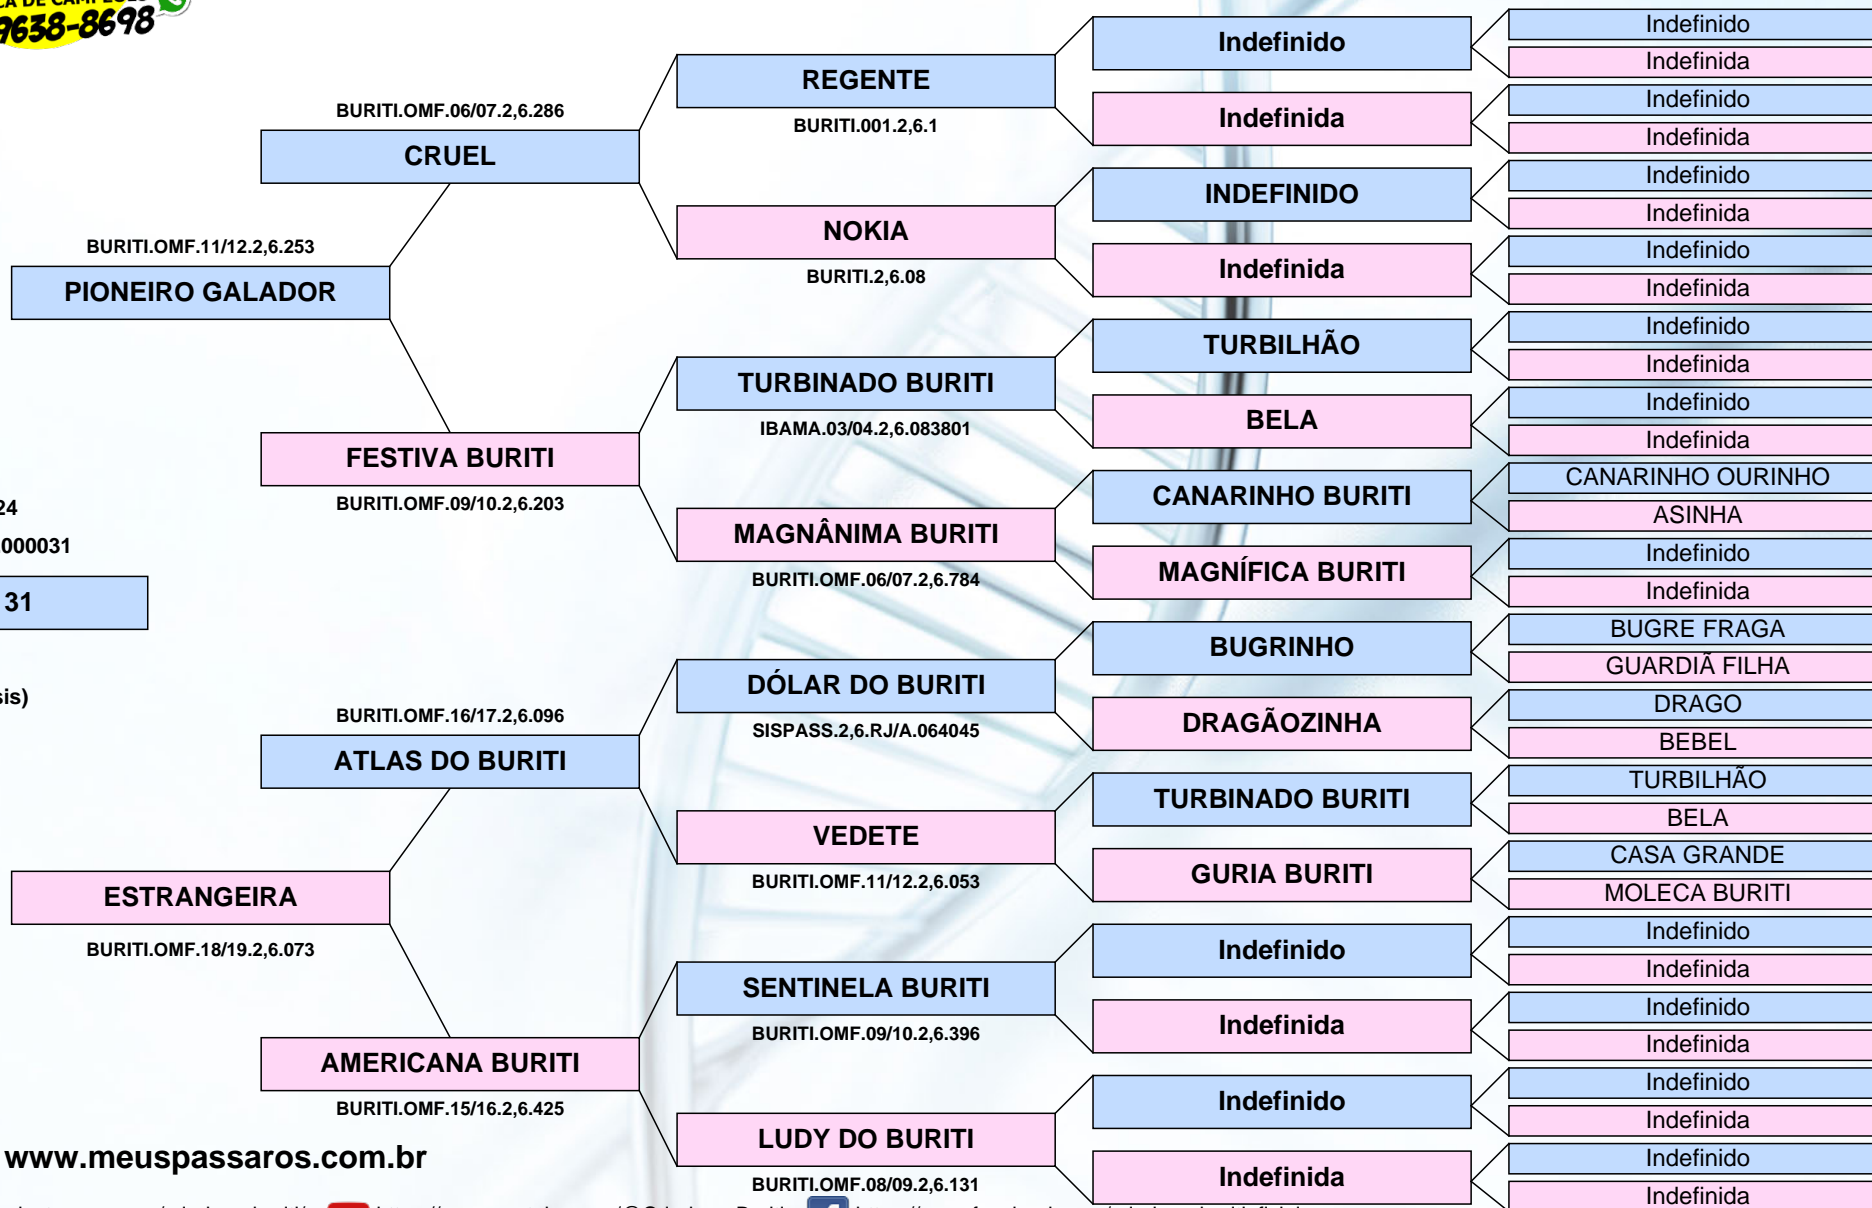 9638-8698
BURITI.OMF.11/12.2,6.253
PIONEIRO GALADOR
24
000031
31
sis)
ESTRANGEIRA
BURITI.OMF.18/19.2,6.073
www.meuspassaros.com.br
BURITI.OMF.06/07.2,6.286
CRUEL
FESTIVA BURITI
BURITI.OMF.09/10.2,6.203
BURITI.OMF.16/17.2,6.096
ATLAS DO BURITI
AMERICANA BURITI
BURITI.OMF.15/16.2,6.425
REGENTE
BURITI.001.2,6.1
NOKIA
BURITI.2,6.08
TURBINADO BURITI
IBAMA.03/04.2,6.083801
MAGNÂNIMA BURITI
BURITI.OMF.06/07.2,6.784
DÓLAR DO BURITI
SISPASS.2,6.RJ/A.064045
VEDETE
BURITI.OMF.11/12.2,6.053
SENTINELA BURITI
BURITI.OMF.09/10.2,6.396
LUDY DO BURITI
BURITI.OMF.08/09.2,6.131
Indefinido
Indefinida
INDEFINIDO
Indefinida
TURBILHÃO
BELA
CANARINHO BURITI
MAGNÍFICA BURITI
BUGRINHO
DRAGÃOZINHA
TURBINADO BURITI
GURIA BURITI
Indefinido
Indefinida
Indefinido
Indefinida
Indefinido
Indefinida
Indefinido
Indefinida
Indefinido
Indefinida
Indefinido
Indefinida
Indefinido
Indefinida
Indefinido
Indefinida
CANARINHO OURINHO
ASINHA
Indefinido
Indefinida
BUGRE FRAGA
GUARDIÃ FILHA
DRAGO
BEBEL
TURBILHÃO
BELA
CASA GRANDE
MOLECA BURITI
Indefinido
Indefinida
Indefinido
Indefinida
Indefinido
Indefinida
Indefinido
Indefinida